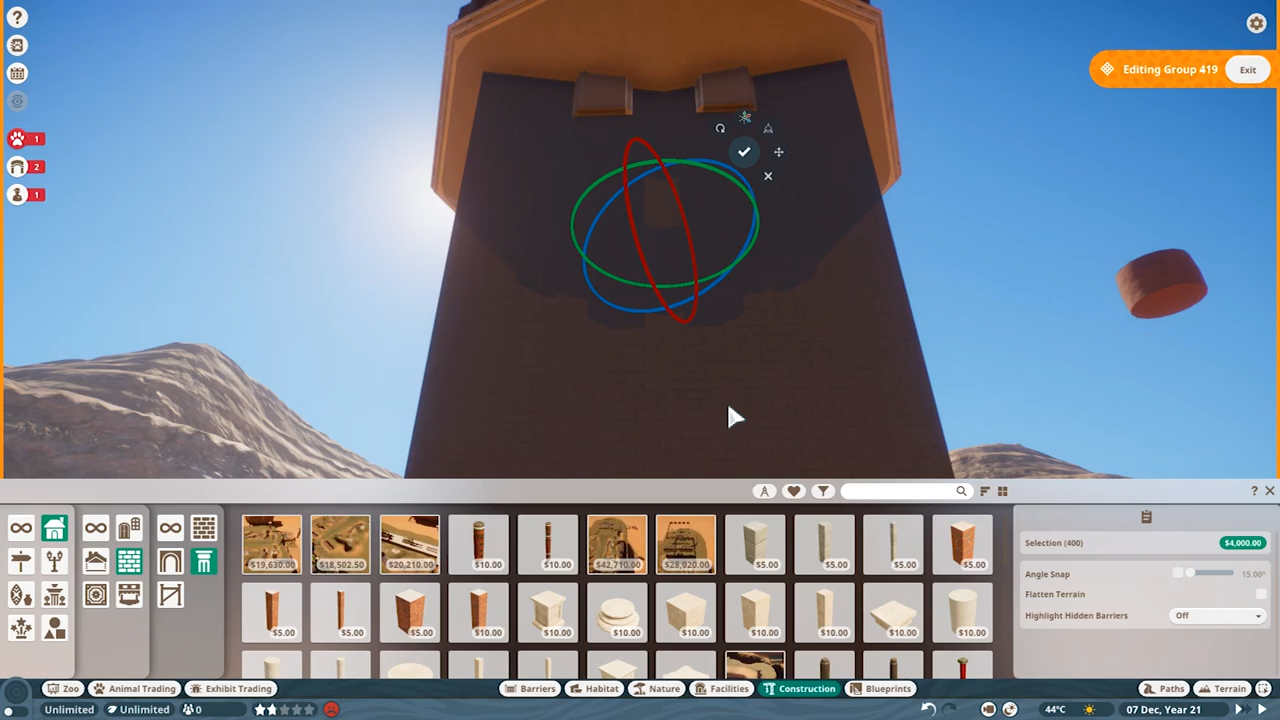 ?
1
2
1
Editing Group 419
Exit
?
$19,630.00
$18,502.50
$20,210.00
$10.00
$10.00
$42,710.00
$28,020.00
$5.00
$5.00
$5.00
$5.00
$5.00
$5.00
$5.00
$10.00
$10.00
$10.00
$10.00
$10.00
$10.00
$10.00
$10.00
Selection (400)
$4,000.00
Angle Snap
15.00°
Flatten Terrain
Highlight Hidden Barriers
Off
Zoo
Animal Trading
Exhibit Trading
Barriers
Habitat
Nature
Facilities
Construction
Blueprints
Paths
Terrain
Unlimited
Unlimited
0
44°C
07 Dec, Year 21